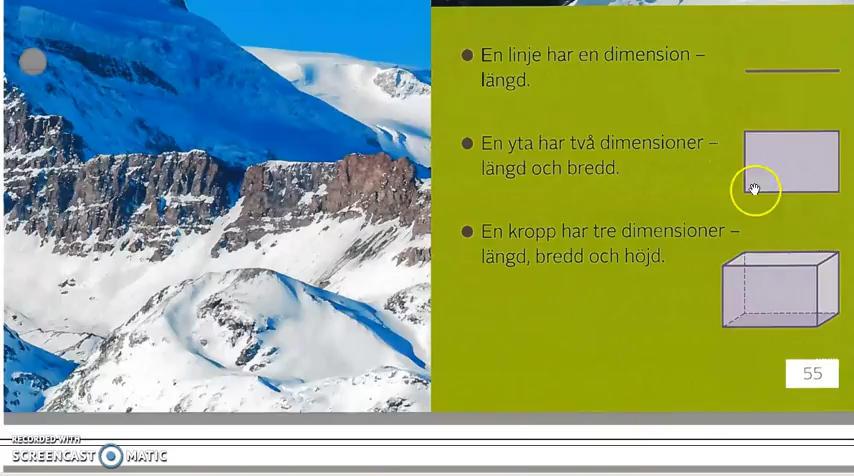 En linje har en dimension –
längd.
En yta har två dimensioner –
längd och bredd.
En kropp har tre dimensioner –
längd, bredd och höjd.
55
RECORDED WITH
SCREENCAST MATIC